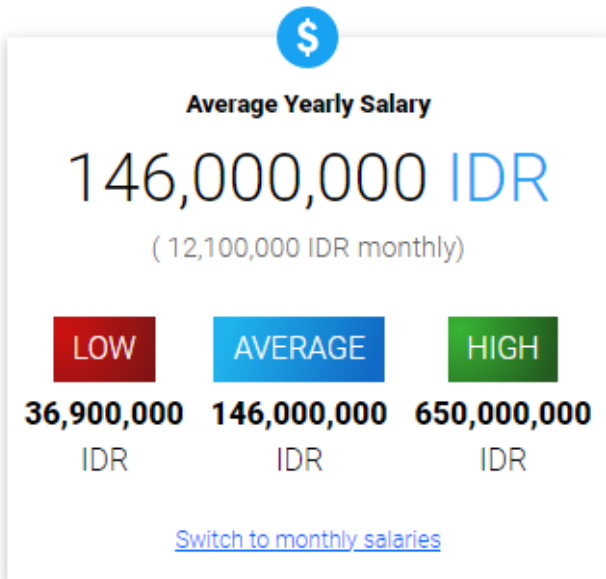 $
Average Yearly Salary
146,000,000 IDR
( 12,100,000 IDR monthly)
LOW AVERAGE HIGH
36,900,000 146,000,000 650,000,000
IDR IDR IDR
Switch to monthly salaries